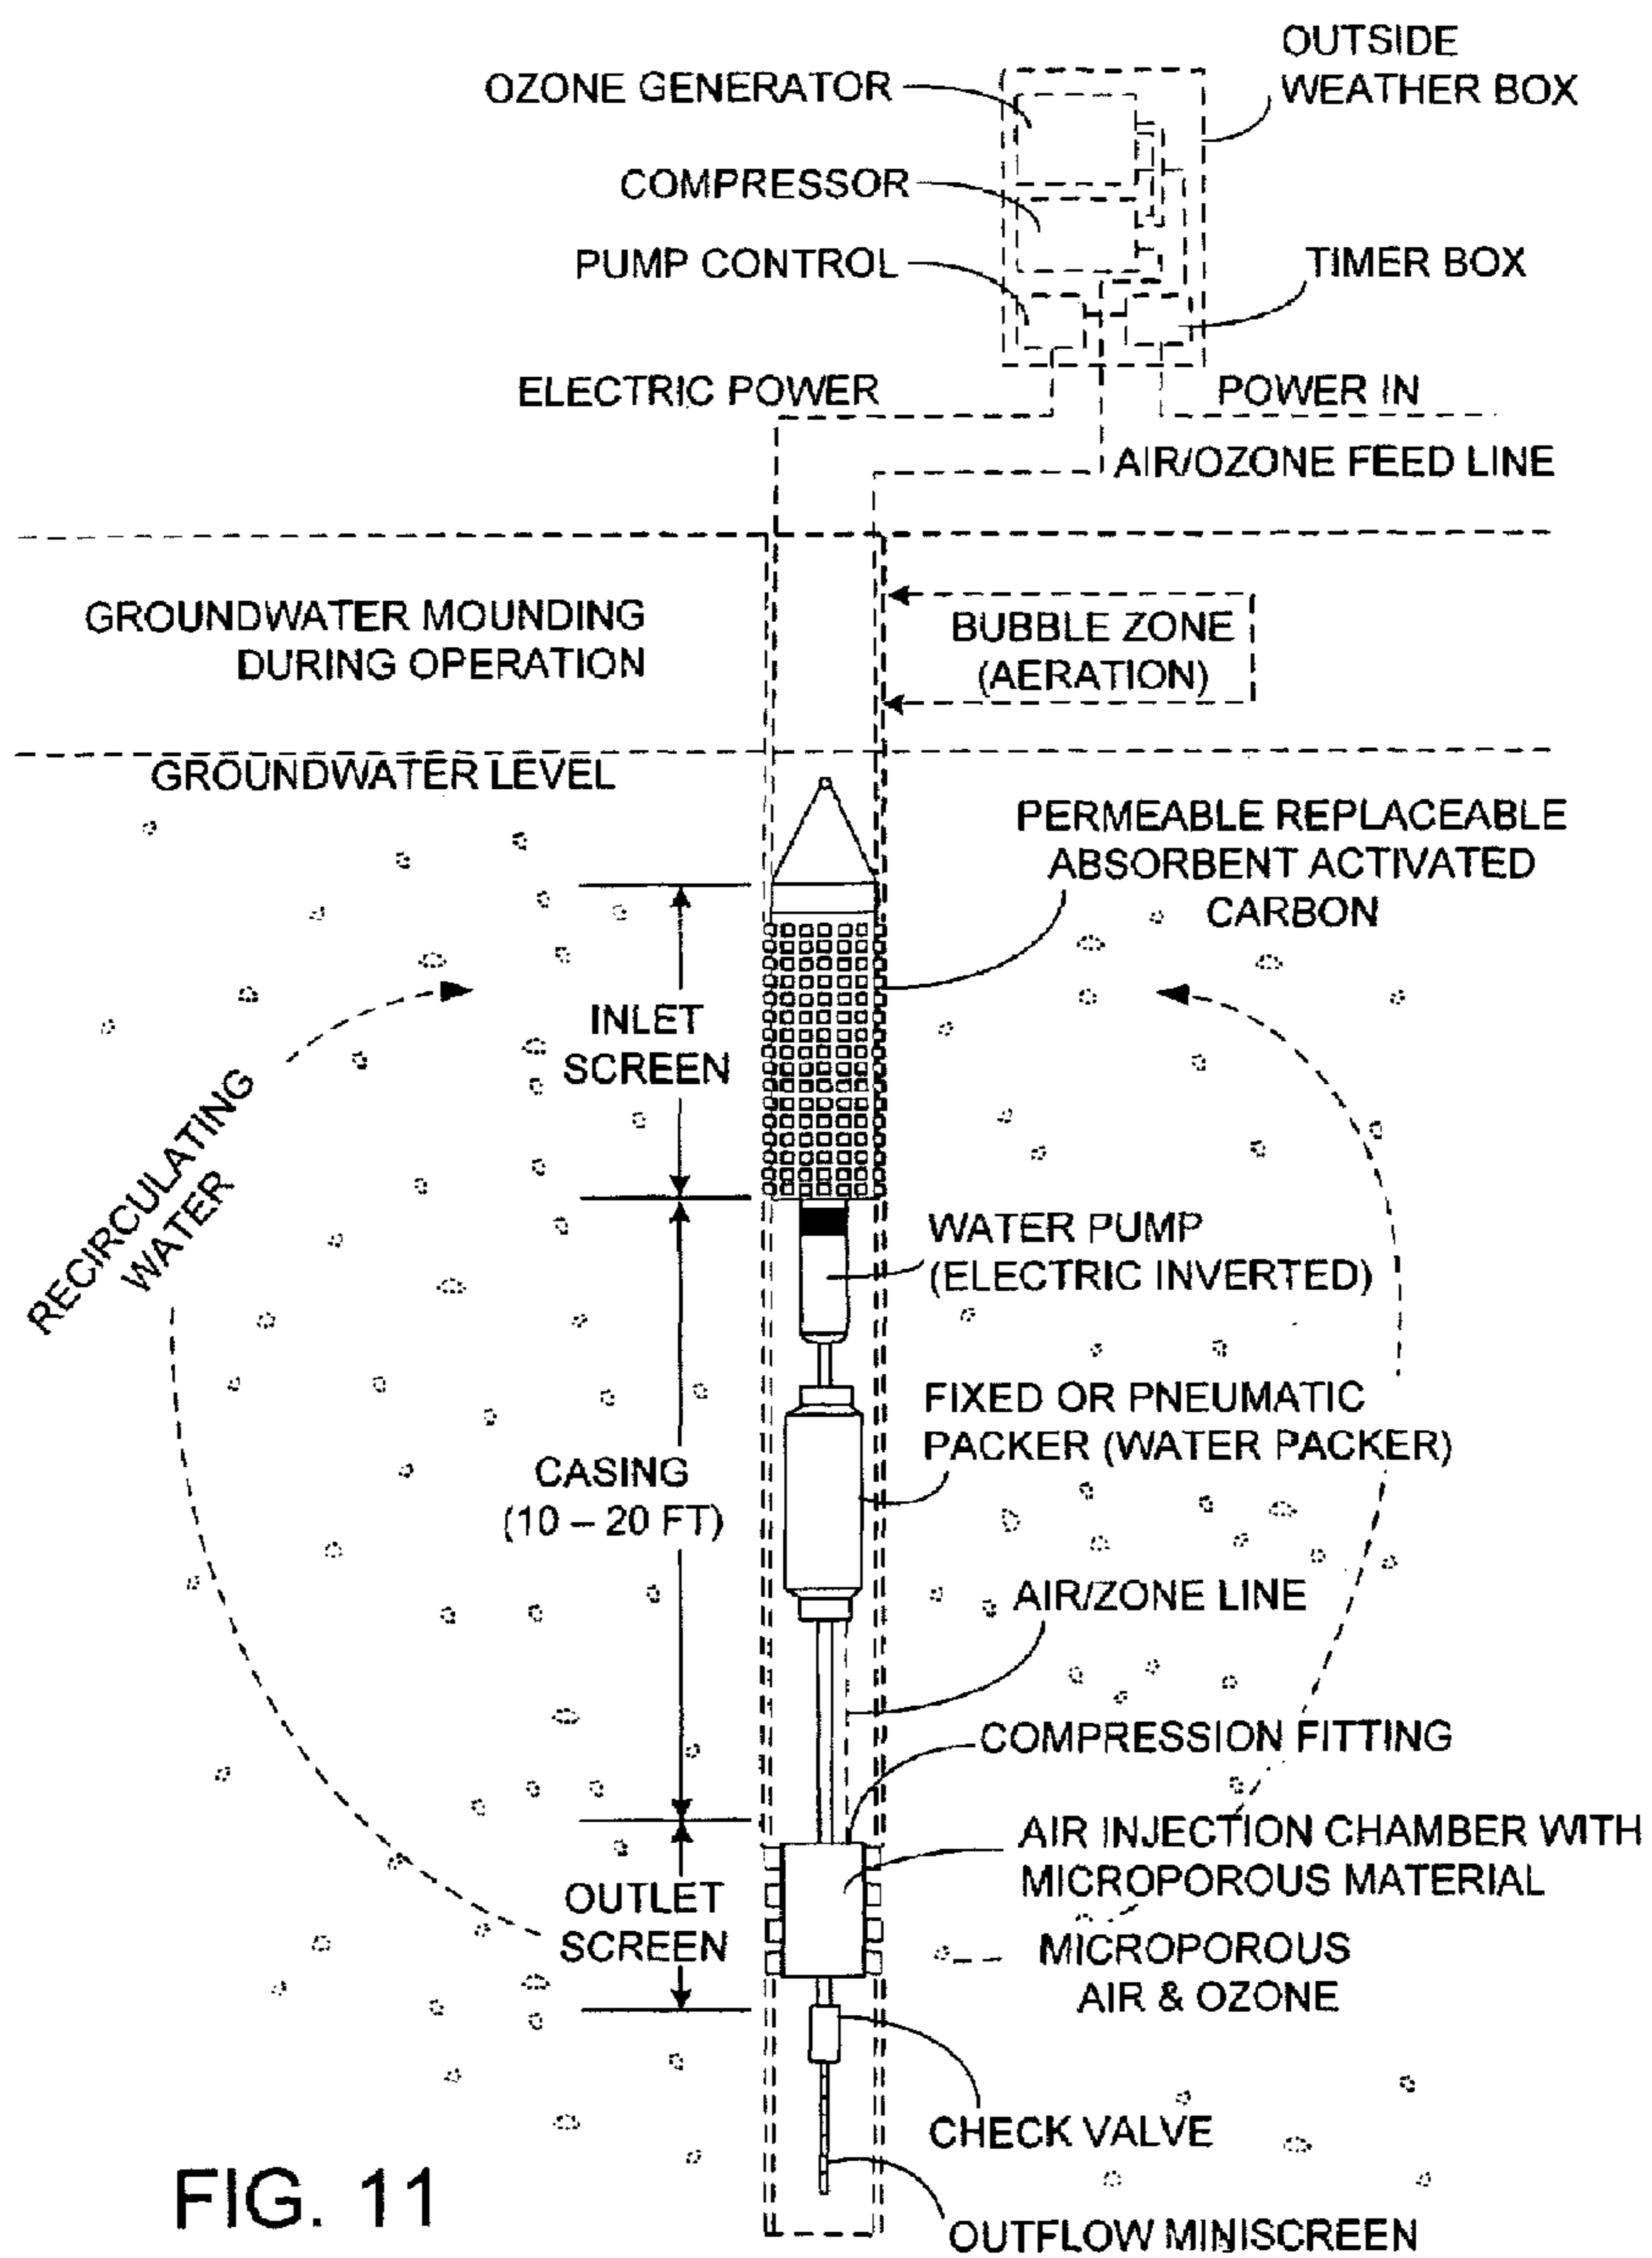 OUTSIDE
WEATHER BOX
OZONE GENERATOR
COMPRESSOR
PUMP CONTROL
TIMER BOX
ELECTRIC POWER
POWER IN
AIR/OZONE FEED LINE
GROUNDWATER MOUNDING
DURING OPERATION
BUBBLE ZONE
(AERATION)
GROUNDWATER LEVEL
PERMEABLE REPLACEABLE
ABSORBENT ACTIVATED
CARBON
INLET
SCREEN
RECIRCULATING
WATER
WATER PUMP
(ELECTRIC INVERTED)
FIXED OR PNEUMATIC
PACKER (WATER PACKER)
CASING
(10 – 20 FT)
AIR/ZONE LINE
COMPRESSION FITTING
AIR INJECTION CHAMBER WITH
MICROPOROUS MATERIAL
OUTLET
SCREEN
MICROPOROUS
AIR & OZONE
CHECK VALVE
OUTFLOW MINISCREEN
FIG. 11